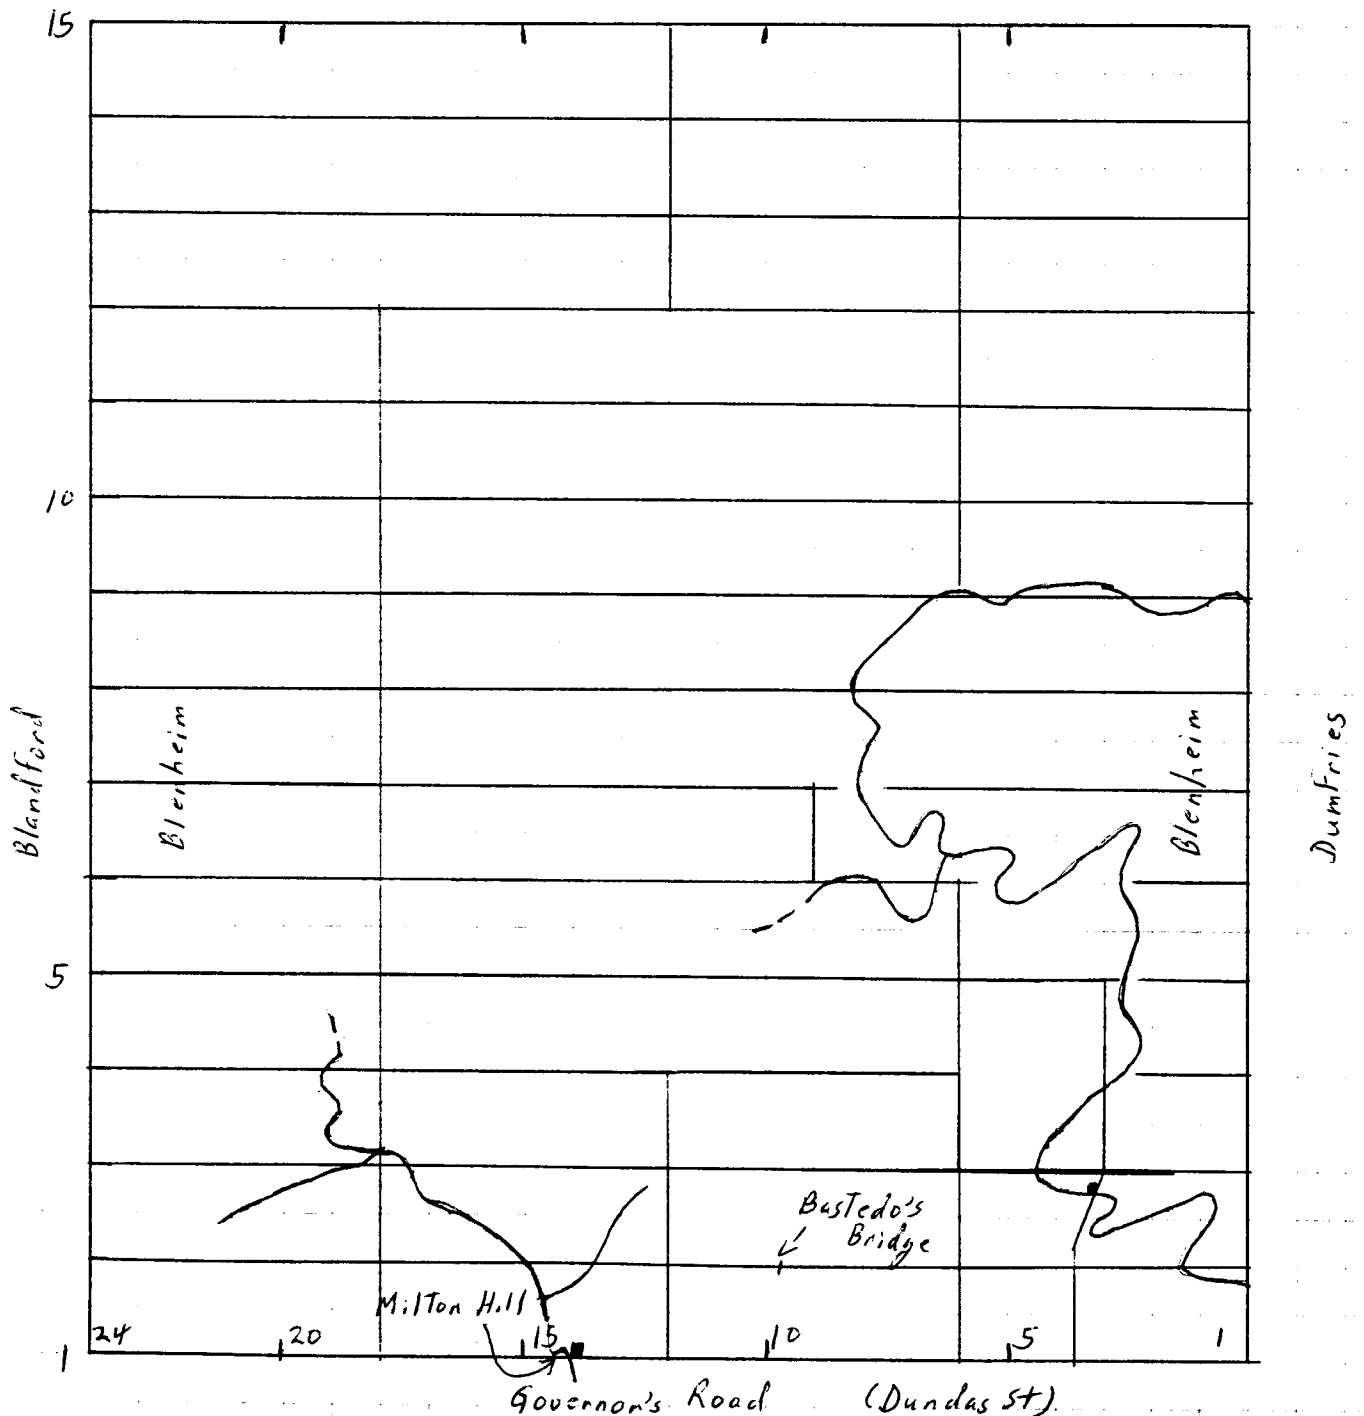 15
10
Blandford
Blenheim
Blenheim
Dumfries
5
Bastedo's
Bridge
Milton Hill
24 20 15 10 5 1
1
Governor's Road (Dundas St)